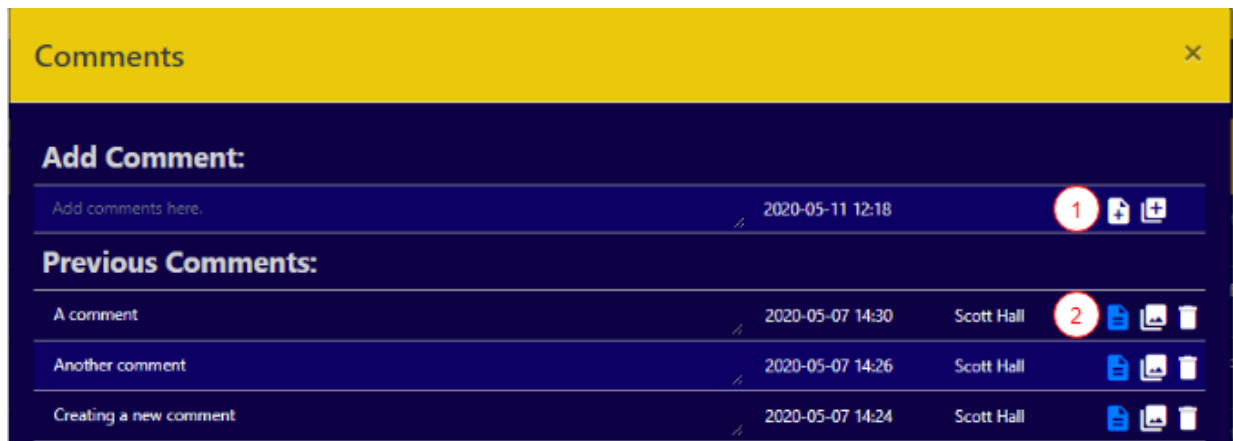 Comments ×
Add Comment:
Add comments here. 2020-05-11 12:18 1
Previous Comments:
A comment 2020-05-07 14:30 Scott Hall 2
Another comment 2020-05-07 14:26 Scott Hall
Creating a new comment 2020-05-07 14:24 Scott Hall